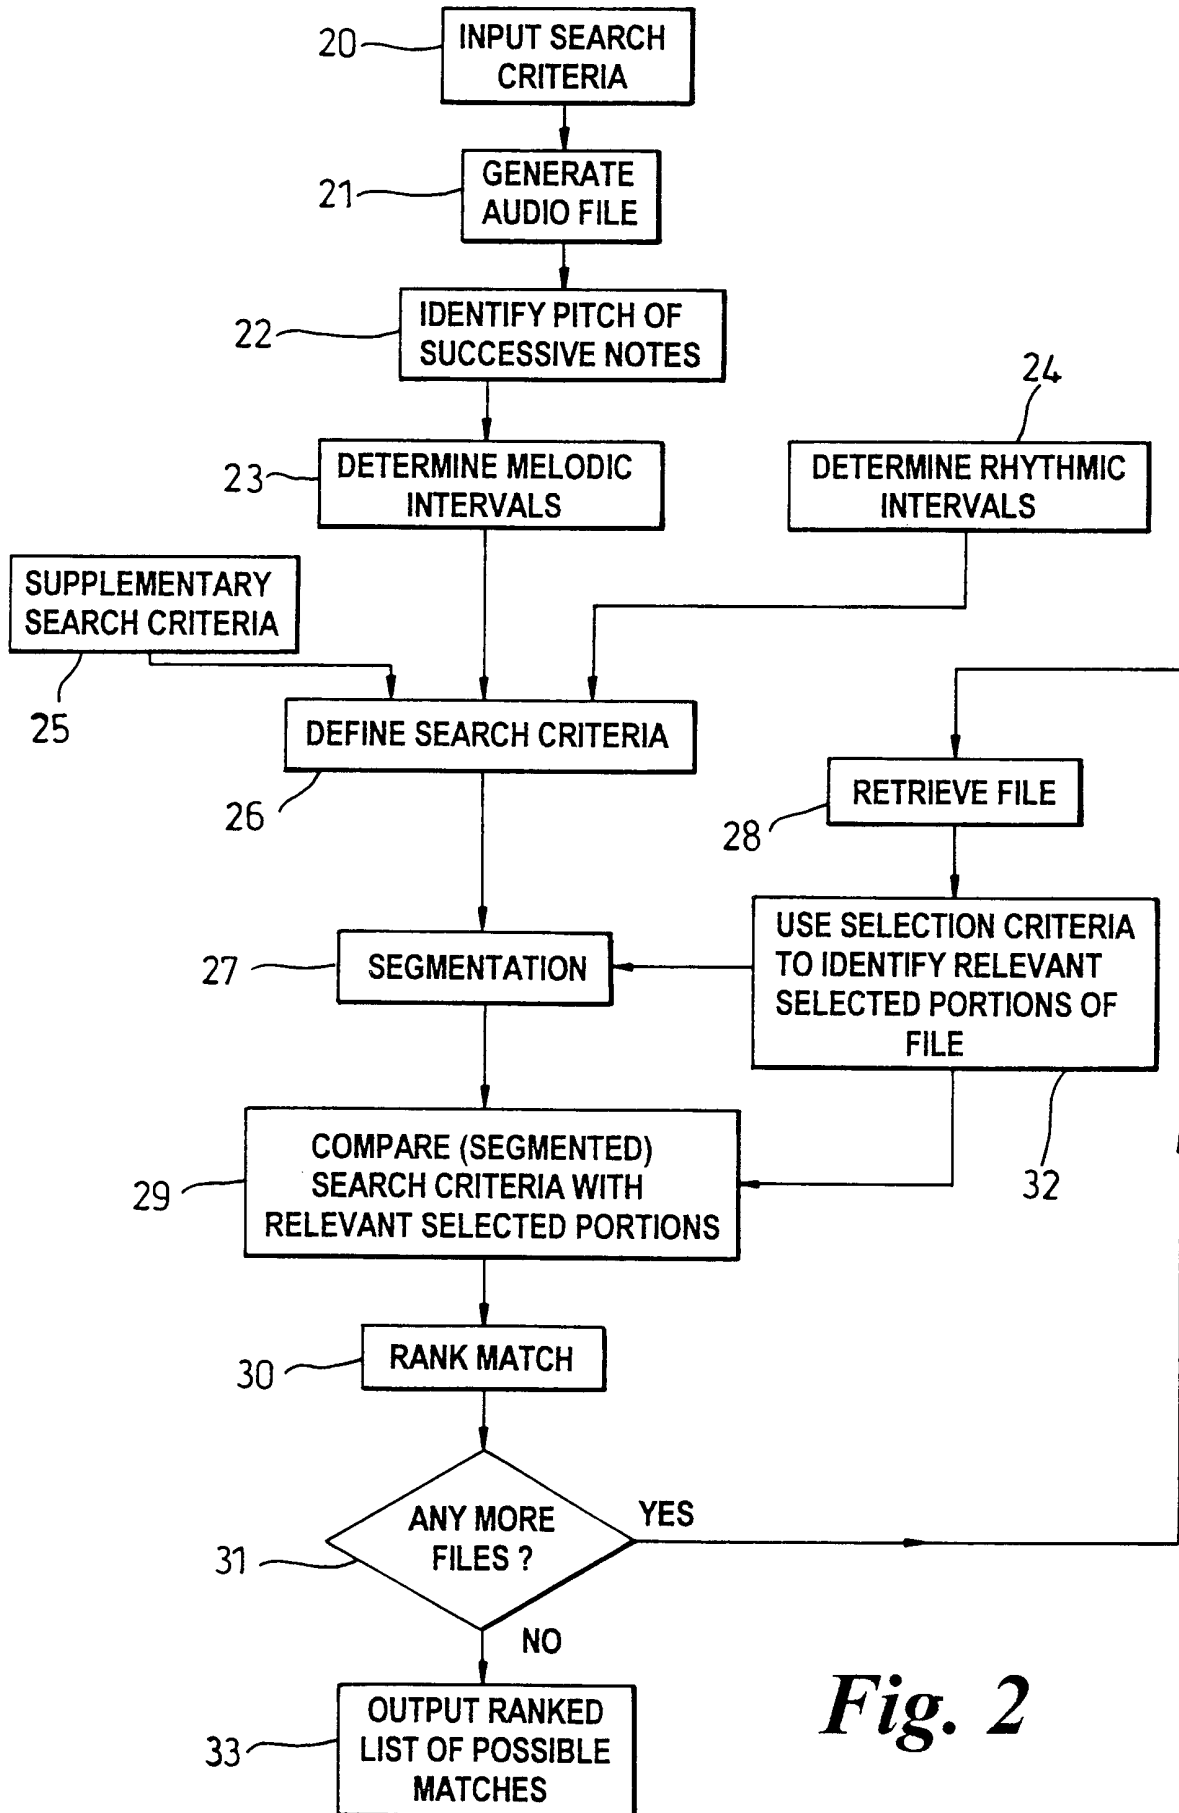 20
INPUT SEARCH
CRITERIA
21
GENERATE
AUDIO FILE
22
IDENTIFY PITCH OF
SUCCESSIVE NOTES
24
23
DETERMINE MELODIC
INTERVALS
DETERMINE RHYTHMIC
INTERVALS
SUPPLEMENTARY
SEARCH CRITERIA
25
DEFINE SEARCH CRITERIA
26
RETRIEVE FILE
28
27
SEGMENTATION
USE SELECTION CRITERIA
TO IDENTIFY RELEVANT
SELECTED PORTIONS OF
FILE
32
29
COMPARE (SEGMENTED)
SEARCH CRITERIA WITH
RELEVANT SELECTED PORTIONS
30
RANK MATCH
31
ANY MORE
FILES ?
YES
NO
33
OUTPUT RANKED
LIST OF POSSIBLE
MATCHES
Fig. 2